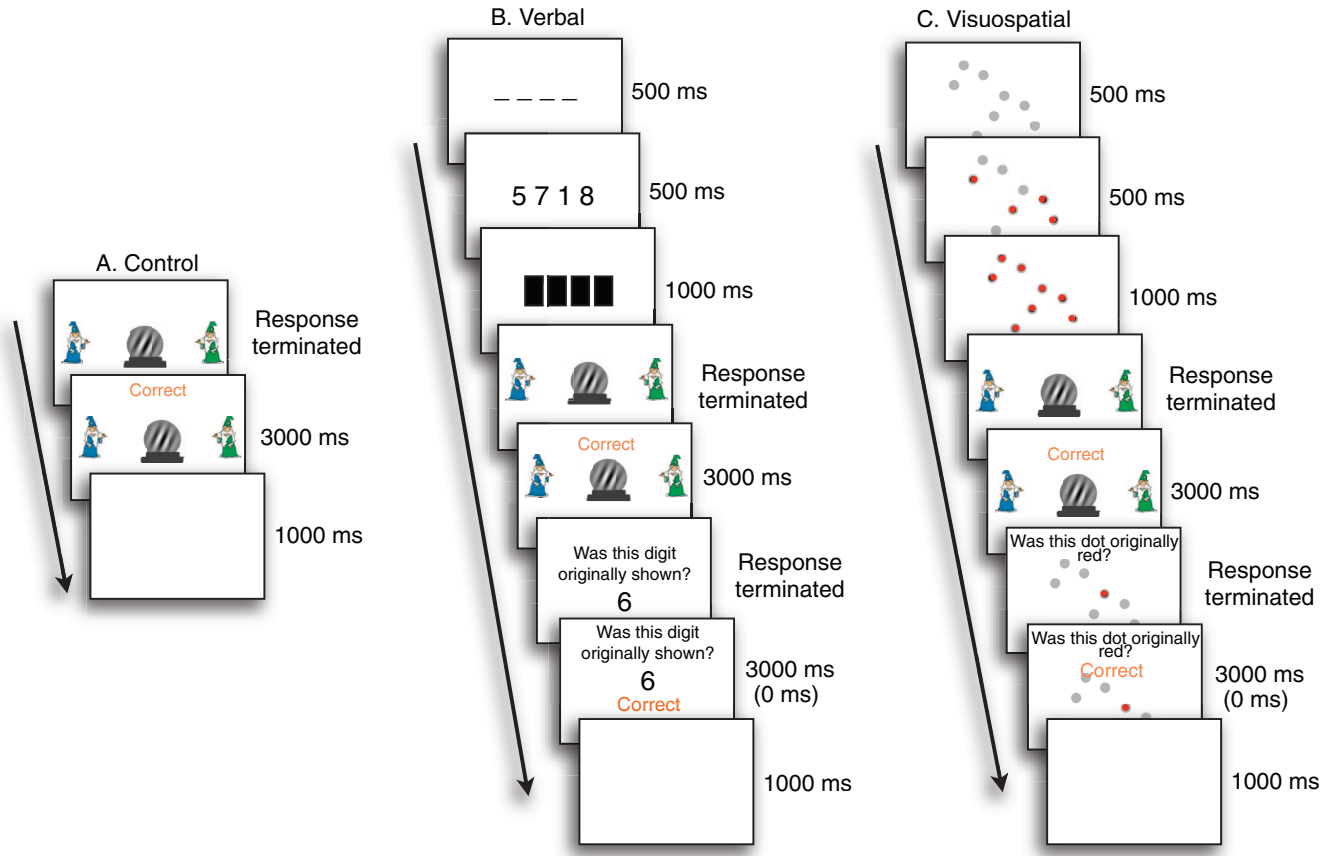 A. Control
Response
terminated
Correct
3000 ms
1000 ms
B. Verbal
_ _ _ _
500 ms
5 7 1 8
500 ms
1000 ms
Response
terminated
Correct
3000 ms
Was this digit
originally shown?
6
Response
terminated
Was this digit
originally shown?
6
Correct
3000 ms
(0 ms)
1000 ms
C. Visuospatial
500 ms
500 ms
1000 ms
Response
terminated
Correct
3000 ms
Was this dot originally
red?
Response
terminated
Was this dot originally
red?
Correct
3000 ms
(0 ms)
1000 ms